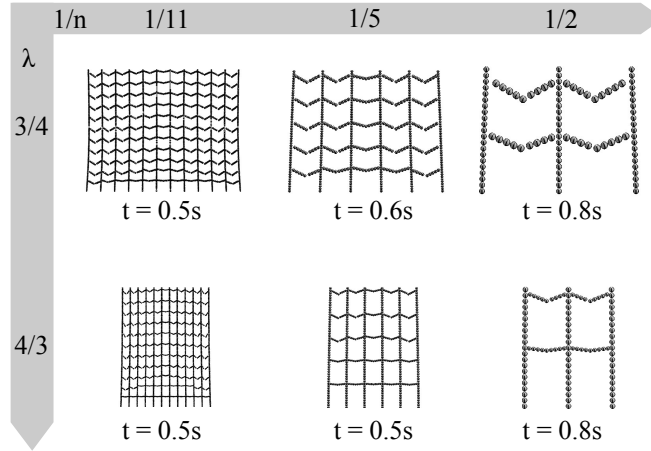 1/n 1/11 1/5 1/2
λ
3/4
t = 0.5s t = 0.6s t = 0.8s
4/3
t = 0.5s t = 0.5s t = 0.8s